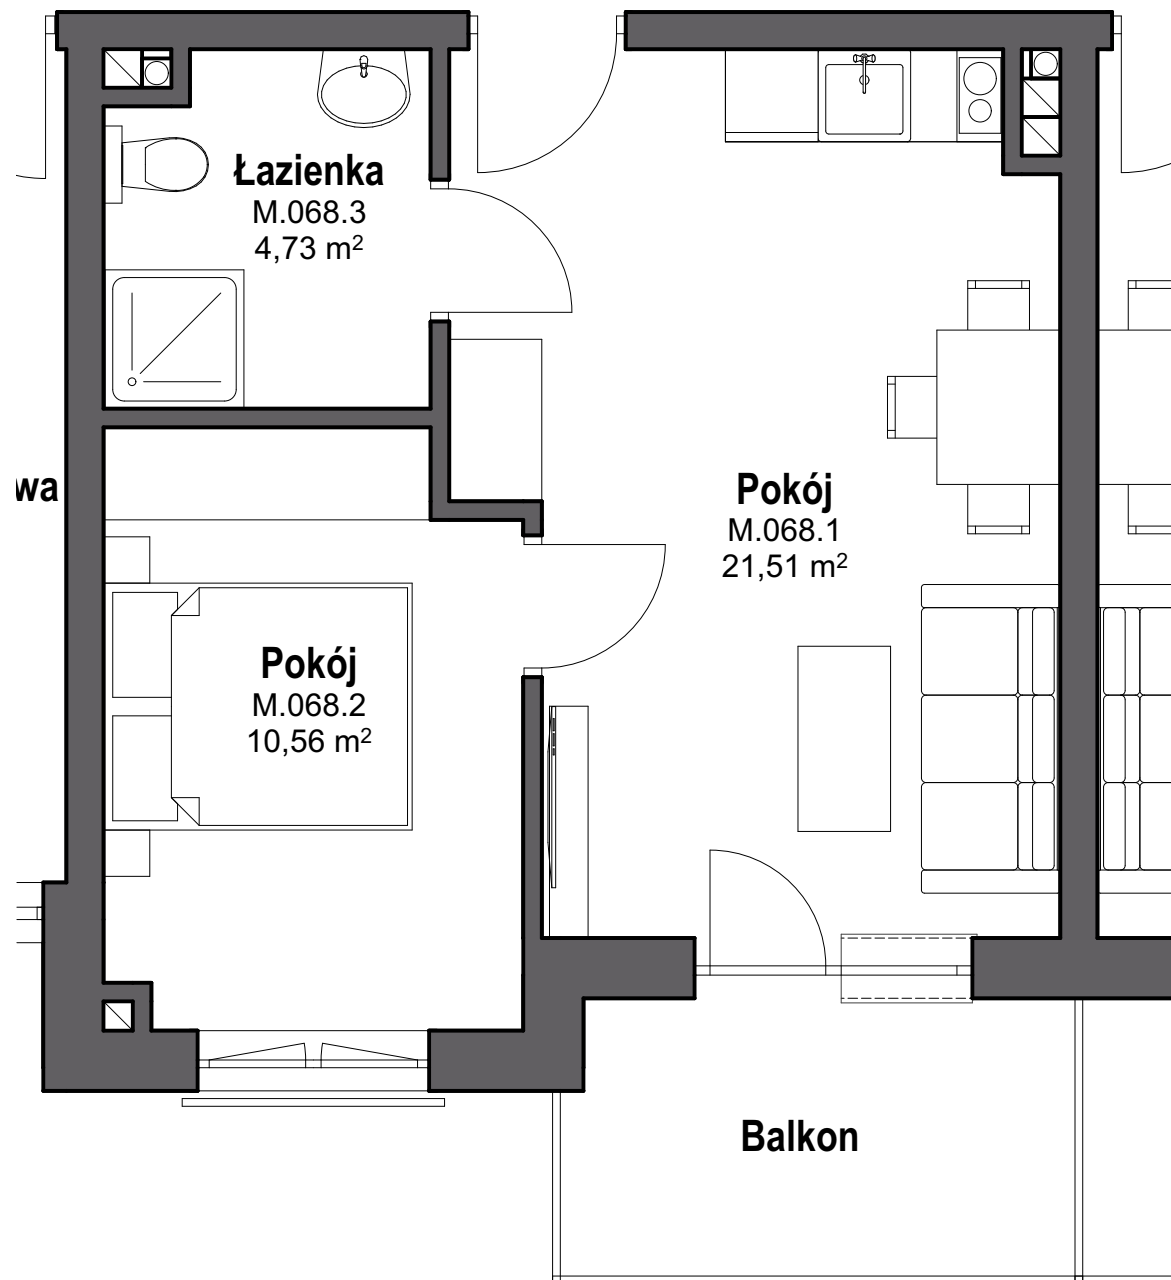 Łazienka
M.068.3
4,73 m²
wa
Pokój
M.068.1
21,51 m²
Pokój
M.068.2
10,56 m²
Balkon